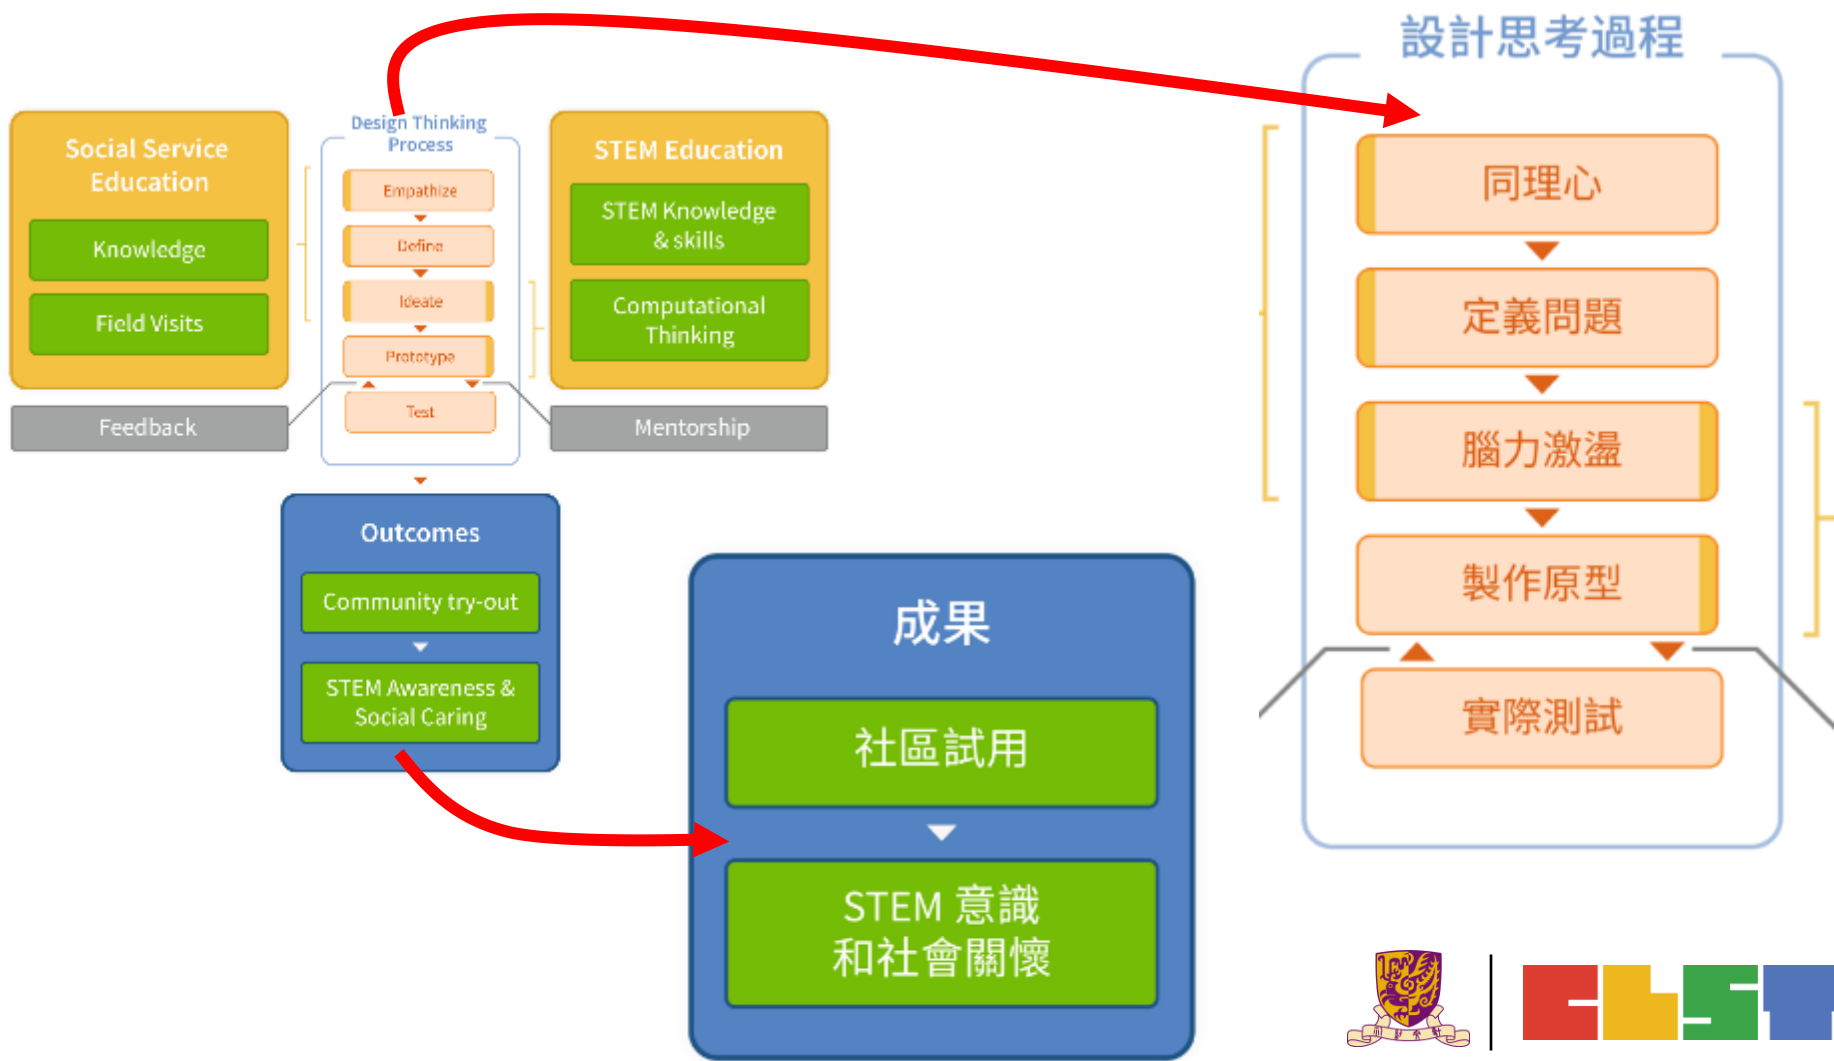 Social Service
Education
Knowledge
Field Visits
Feedback
Design Thinking
Process
Empathize
Define
Ideate
Prototype
Test
STEM Education
STEM Knowledge
& skills
Computational
Thinking
Mentorship
Outcomes
Community try-out
STEM Awareness &
Social Caring
成果
社區試用
STEM 意識
和社會關懷
設計思考過程
同理心
定義問題
腦力激盪
製作原型
實際測試
CLST